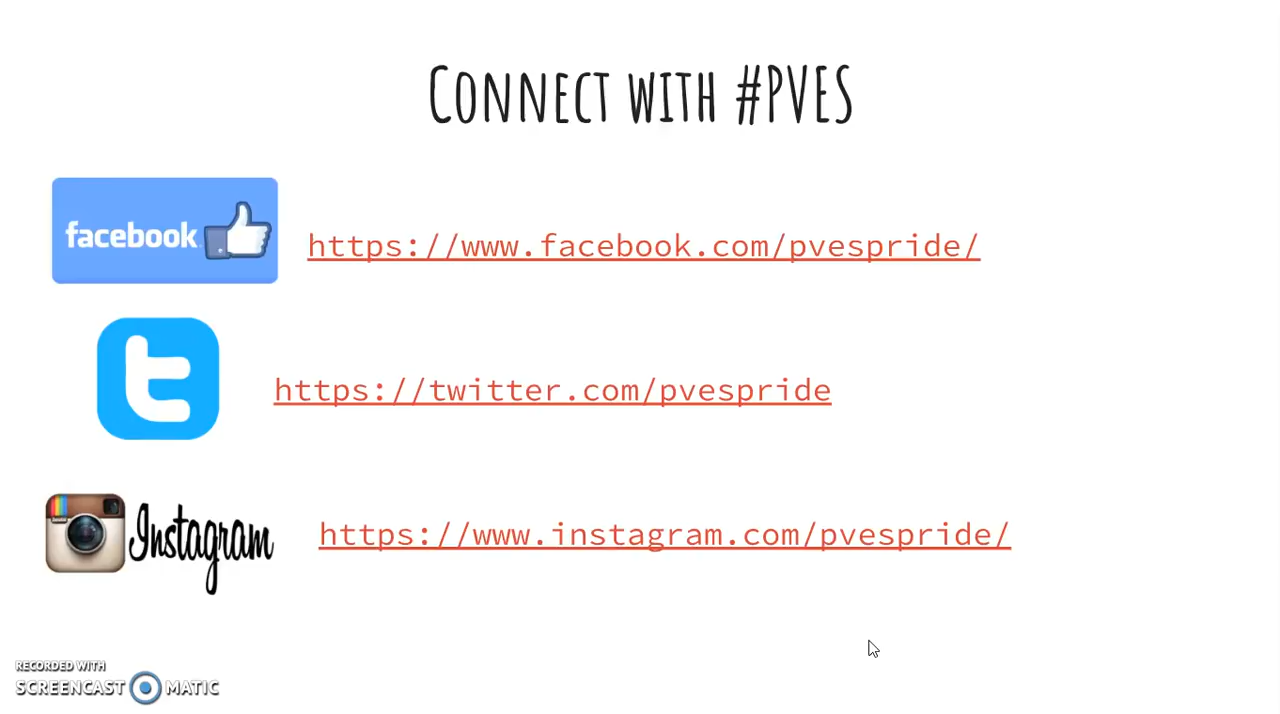 Connect with #PVES
facebook
https://www.facebook.com/pvespride/
t
https://twitter.com/pvespride
Instagram
https://www.instagram.com/pvespride/
RECORDED WITH
SCREENCAST MATIC